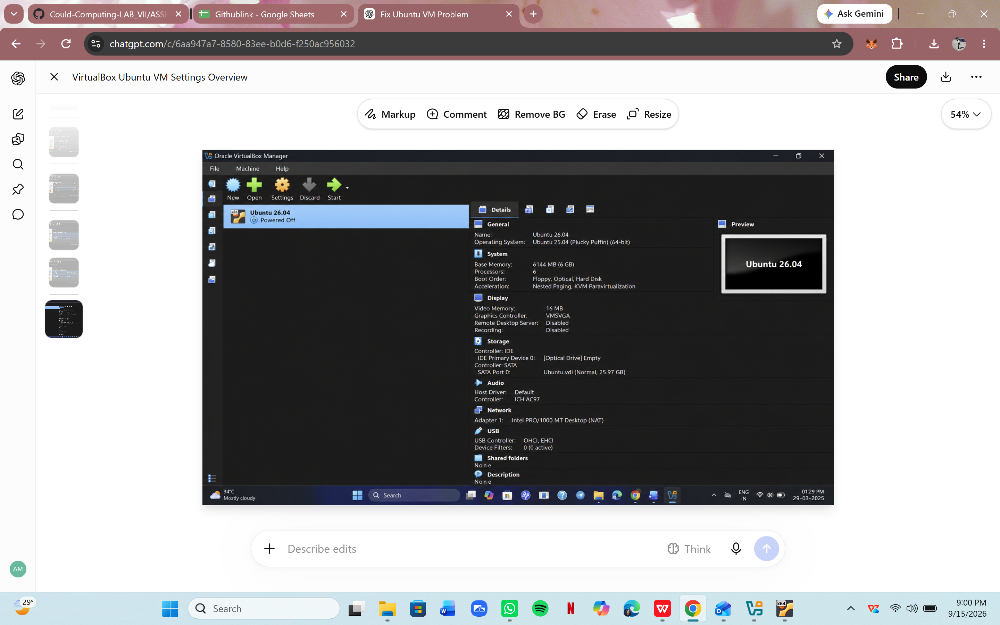 Could-Computing-LAB_VII/ASSI
Githublink - Google Sheets
Fix Ubuntu VM Problem
Ask Gemini
chatgpt.com/c/6aa947a7-8580-83ee-b0d6-f250ac956032
VirtualBox Ubuntu VM Settings Overview
Share
Markup
Comment
Remove BG
Erase
Resize
54%
Oracle VirtualBox Manager
File Machine Help
New Open Settings Discard Start
x64
Ubuntu 26.04
Powered Off
Details
General
Name: Ubuntu 26.04
Operating System: Ubuntu 25.04 (Plucky Puffin) (64-bit)
System
Base Memory: 6144 MB (6 GB)
Processors: 6
Boot Order: Floppy, Optical, Hard Disk
Acceleration: Nested Paging, KVM Paravirtualization
Display
Video Memory: 16 MB
Graphics Controller: VMSVGA
Remote Desktop Server: Disabled
Recording: Disabled
Storage
Controller: IDE
IDE Primary Device 0: [Optical Drive] Empty
Controller: SATA
SATA Port 0: Ubuntu.vdi (Normal, 25.97 GB)
Audio
Host Driver: Default
Controller: ICH AC97
Network
Adapter 1: Intel PRO/1000 MT Desktop (NAT)
USB
USB Controller: OHCI, EHCI
Device Filters: 0 (0 active)
Shared folders
None
Description
None
Preview
Ubuntu 26.04
34°C
Mostly cloudy
Search
ENG
IN
01:29 PM
29-03-2025
Describe edits
Think
AM
29°
Search
x64
9:00 PM
9/15/2026